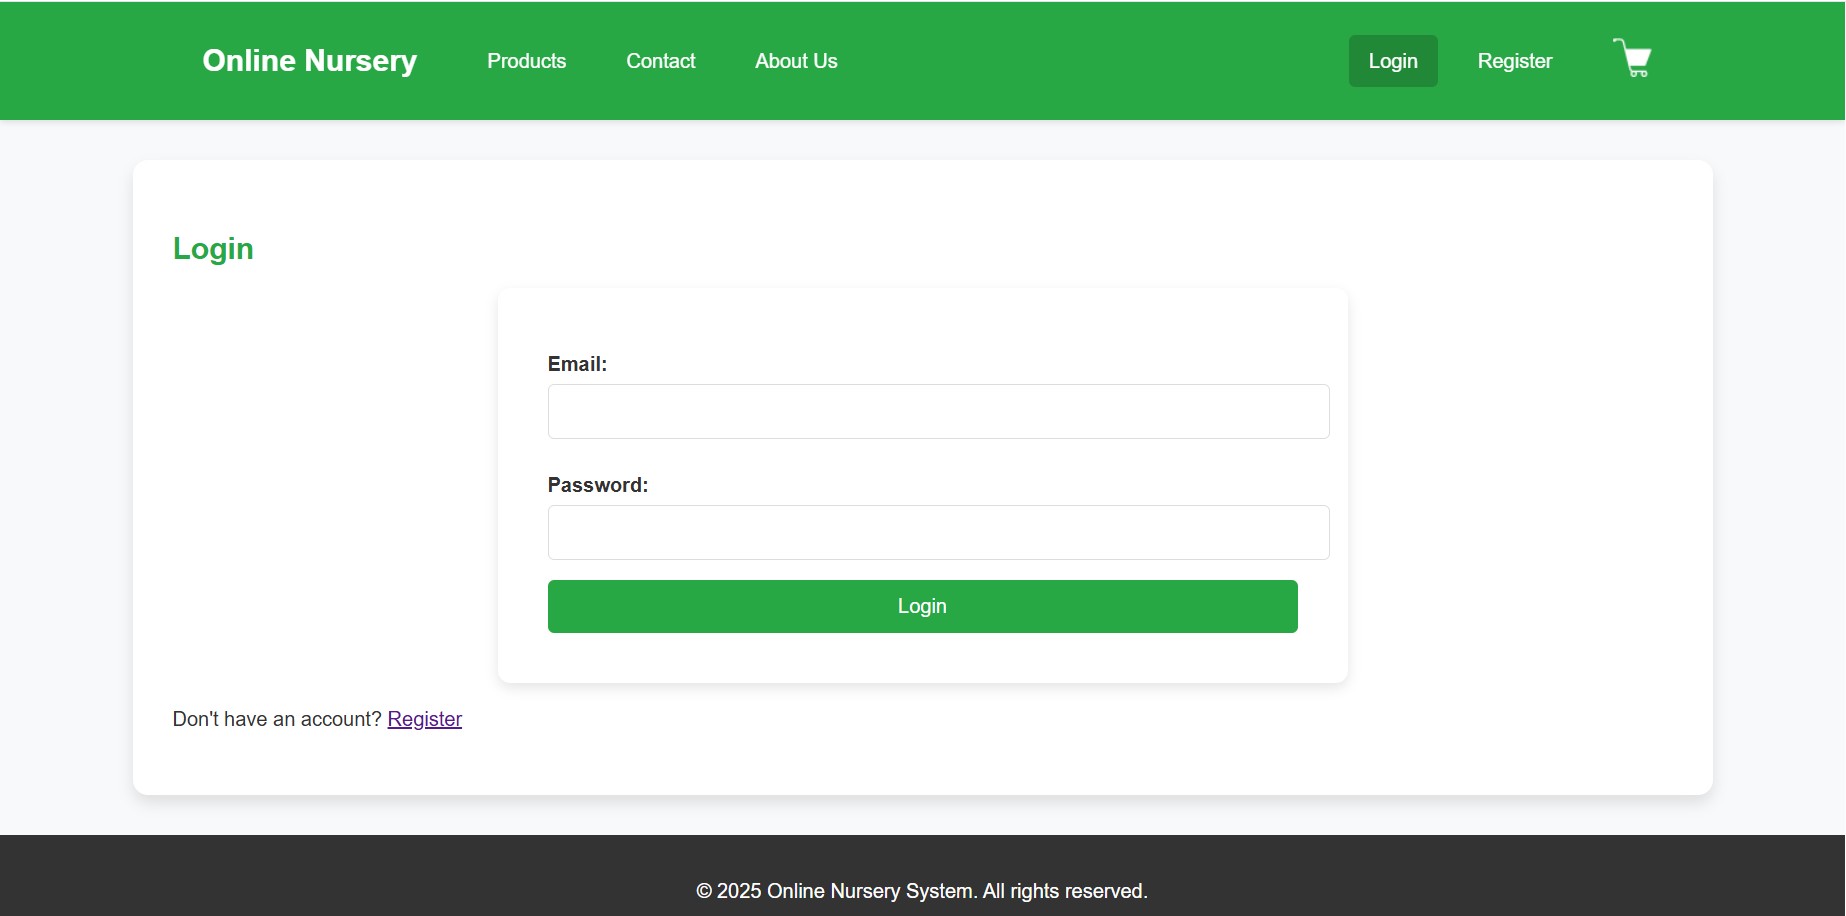 Online Nursery Products Contact About Us Login Register
Login
Email:
Password:
Login
Don't have an account? Register
© 2025 Online Nursery System. All rights reserved.